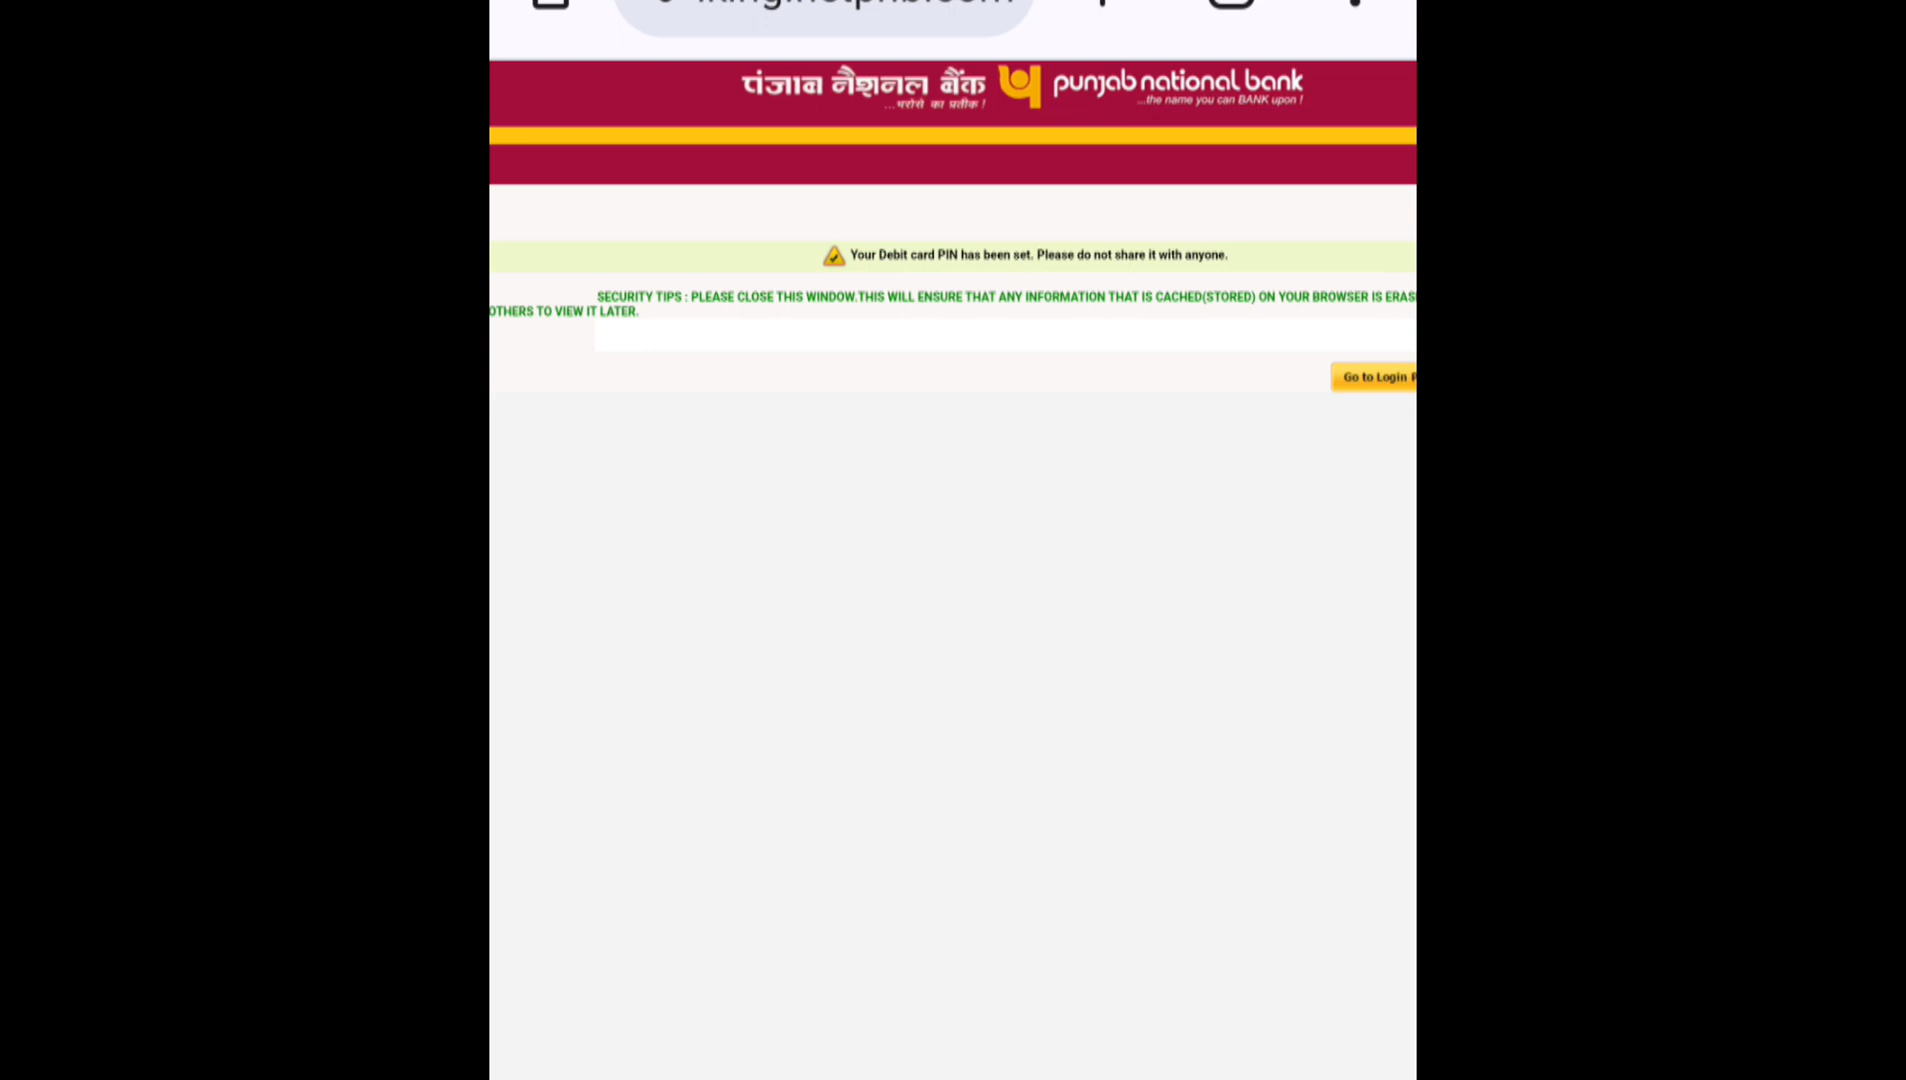 पंजाब नैशनल बैंक punjab national bank
...भरोसे का प्रतीक ! ...the name you can BANK upon !
Your Debit card PIN has been set. Please do not share it with anyone.
SECURITY TIPS : PLEASE CLOSE THIS WINDOW.THIS WILL ENSURE THAT ANY INFORMATION THAT IS CACHED(STORED) ON YOUR BROWSER IS
OTHERS TO VIEW IT LATER.
Go to Login